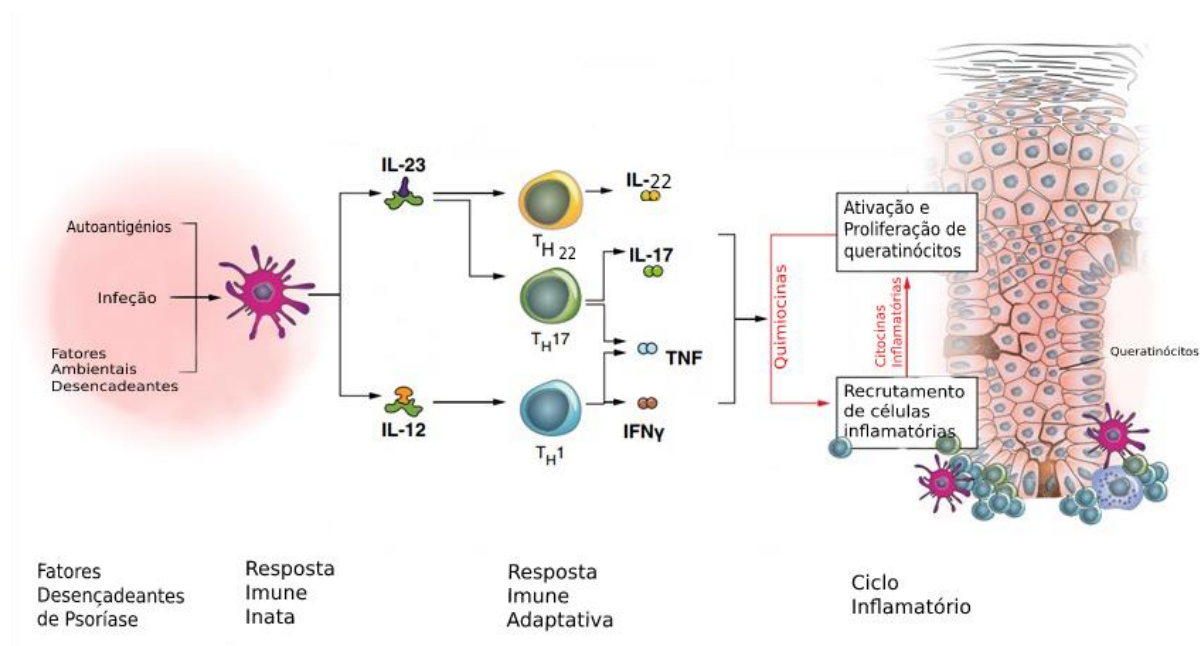 Autoantigénios
Infeção
Fatores
Ambientais
Desencadeantes
IL-23
IL-12
TH 22
TH17
TH1
IL-22
IL-17
TNF
IFNγ
Quimiocinas
Ativação e
Proliferação de
queratinócitos
Citocinas
Inflamatórias
Recrutamento
de células
inflamatórias
Queratinócitos
Fatores
Desençadeantes
de Psoríase
Resposta
Imune
Inata
Resposta
Imune
Adaptativa
Ciclo
Inflamatório